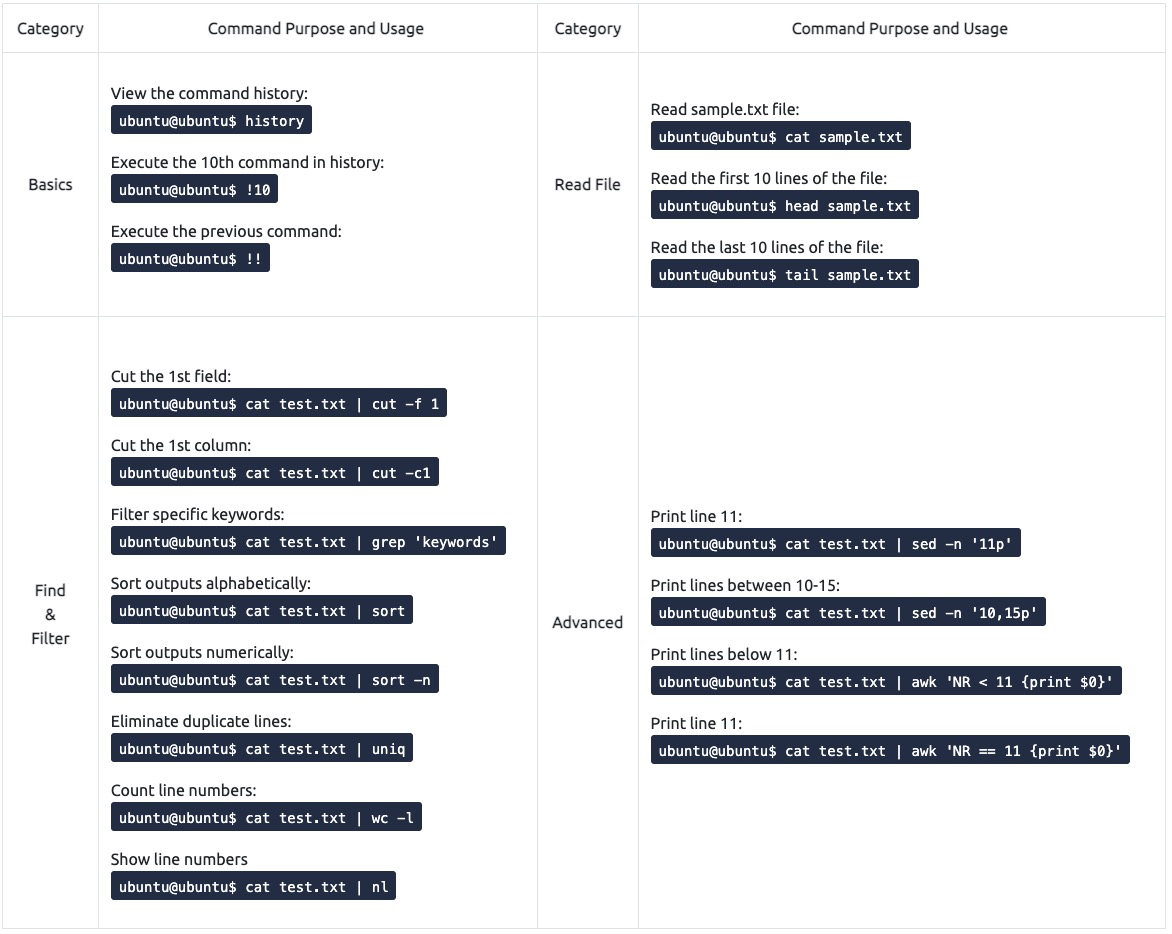 Category
Command Purpose and Usage
Category
Command Purpose and Usage
Basics
View the command history:
ubuntu@ubuntu$ history
Execute the 10th command in history:
ubuntu@ubuntu$ !10
Execute the previous command:
ubuntu@ubuntu$ !!
Read File
Read sample.txt file:
ubuntu@ubuntu$ cat sample.txt
Read the first 10 lines of the file:
ubuntu@ubuntu$ head sample.txt
Read the last 10 lines of the file:
ubuntu@ubuntu$ tail sample.txt
Find
&
Filter
Cut the 1st field:
ubuntu@ubuntu$ cat test.txt | cut -f 1
Cut the 1st column:
ubuntu@ubuntu$ cat test.txt | cut -c1
Filter specific keywords:
ubuntu@ubuntu$ cat test.txt | grep 'keywords'
Sort outputs alphabetically:
ubuntu@ubuntu$ cat test.txt | sort
Sort outputs numerically:
ubuntu@ubuntu$ cat test.txt | sort -n
Eliminate duplicate lines:
ubuntu@ubuntu$ cat test.txt | uniq
Count line numbers:
ubuntu@ubuntu$ cat test.txt | wc -l
Show line numbers
ubuntu@ubuntu$ cat test.txt | nl
Advanced
Print line 11:
ubuntu@ubuntu$ cat test.txt | sed -n '11p'
Print lines between 10-15:
ubuntu@ubuntu$ cat test.txt | sed -n '10,15p'
Print lines below 11:
ubuntu@ubuntu$ cat test.txt | awk 'NR < 11 {print $0}'
Print line 11:
ubuntu@ubuntu$ cat test.txt | awk 'NR == 11 {print $0}'